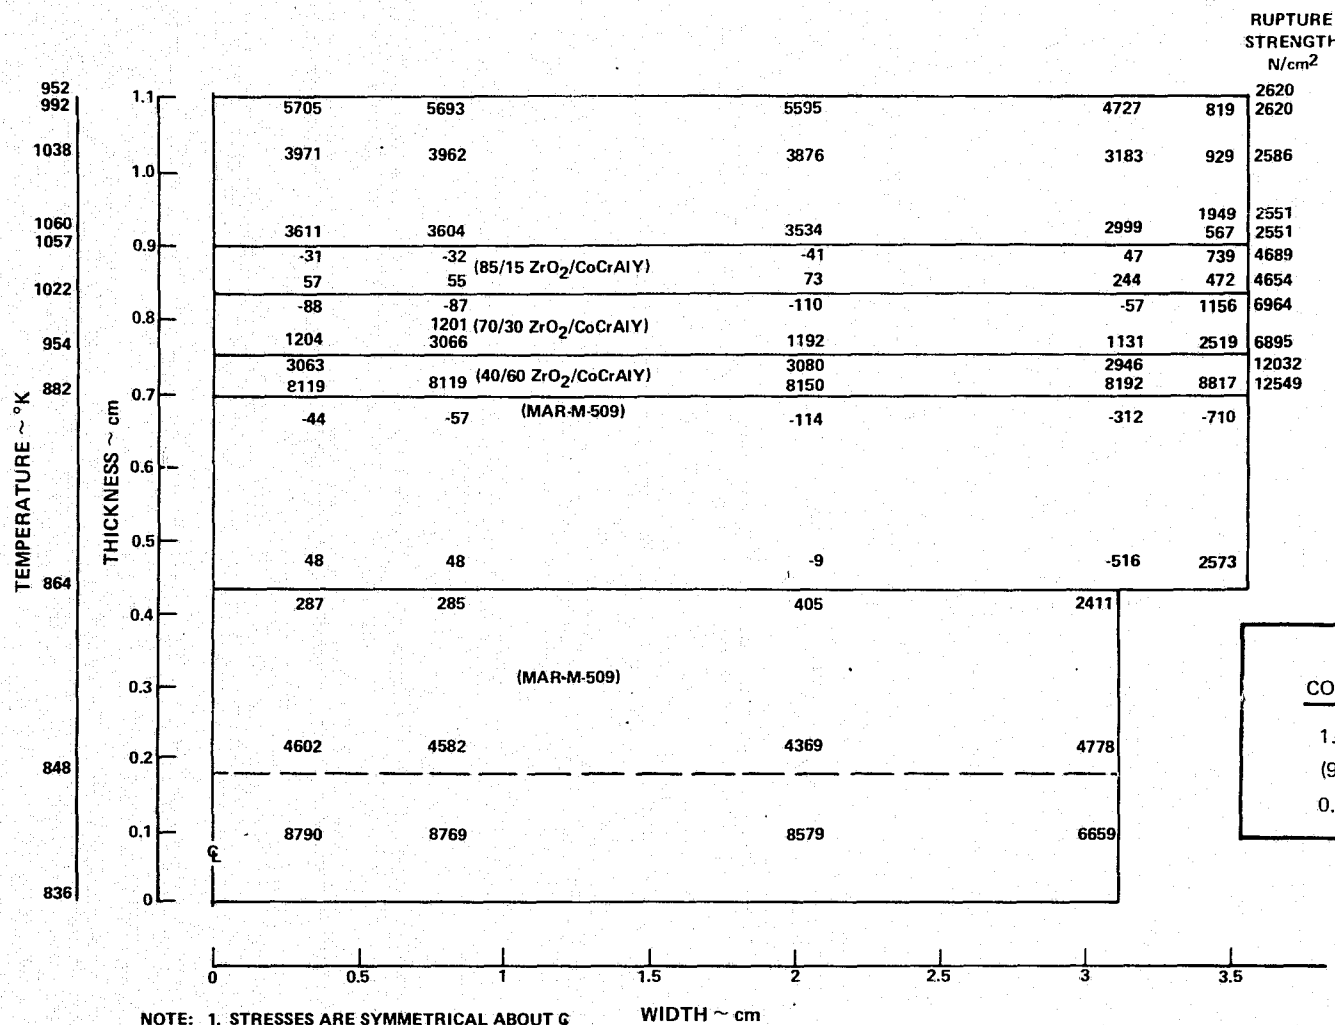 RUPTURE
STRENGTH
N/cm2
952
2620
992 1.1 5705 5693 5595 4727 819 2620
1038 3971 3962 3876 3183 929 2586
1.0
1949 2551
1060 3611 3604 3534 2999 567 2551
1057 0.9
-31 -32 -41 47 739 4689
(85/15 ZrO2/CoCrAlY)
57 55 73 244 472 4654
1022
-88 -87 -110 -57 1156 6964
0.8
1201 (70/30 ZrO2/CoCrAlY)
954 1204 3066 1192 1131 2519 6895
3063 3080 2946 12032
(40/60 ZrO2/CoCrAlY)
882 8119 8119 8150 8192 8817 12549
0.7
(MAR-M-509)
-44 -57 -114 -312 -710
0.6
0.5
48 48 -9 -516 2573
864
287 285 405 2411
0.4
(MAR-M-509)
0.3
CO
1.
(9
0.
4602 4582 4369 4778
0.2
848
0.1 8790 8769 8579 6659
℄
836 0
TEMPERATURE ~ °K
THICKNESS ~ cm
0 0.5 1 1.5 2 2.5 3 3.5
WIDTH ~ cm
NOTE: 1. STRESSES ARE SYMMETRICAL ABOUT ₵